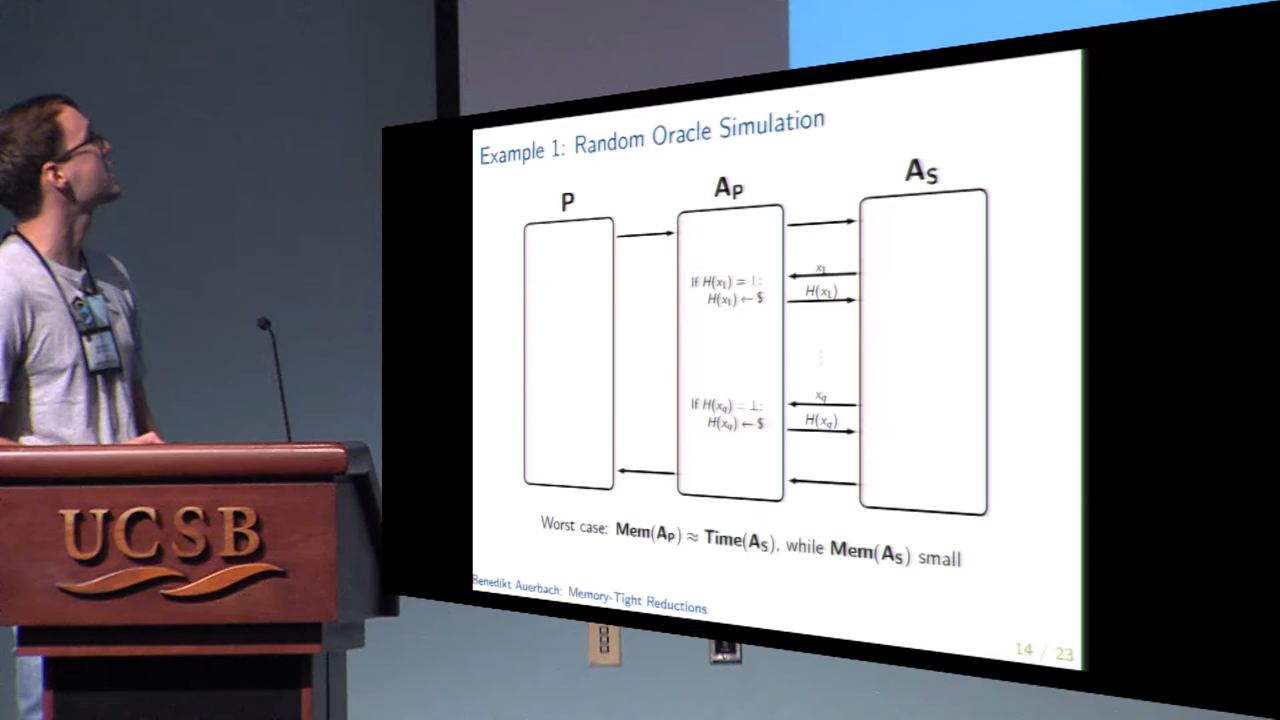 Example 1: Random Oracle Simulation
P
A_P
A_S
x₁
If H(x₁) = ⊥:
H(x₁)
H(x₁) ← $
⋮
x_q
If H(x_q) = ⊥:
H(x_q)
H(x_q) ← $
Worst case: Mem(A_P) ≈ Time(A_S), while Mem(A_S) small
Benedikt Auerbach: Memory-Tight Reductions
14 / 23
UCSB